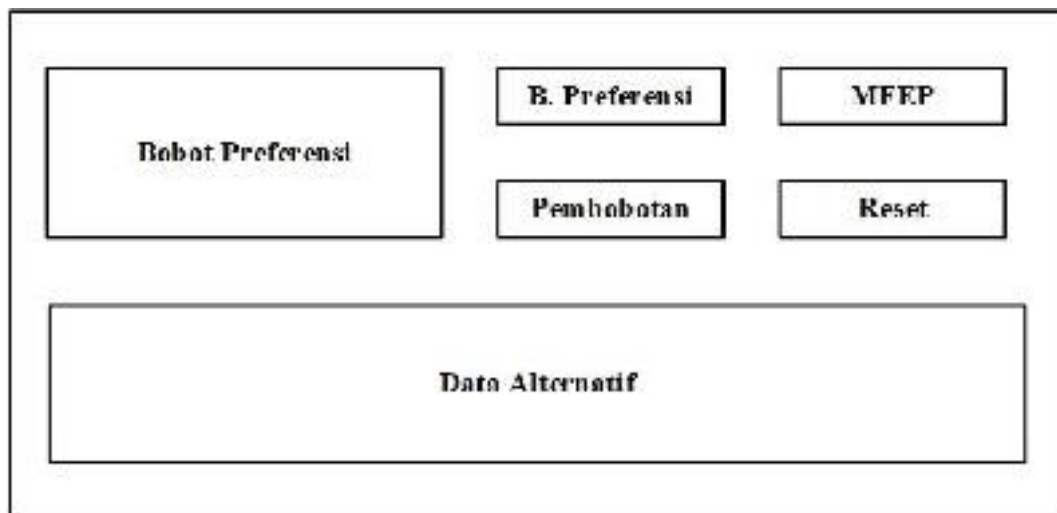 B. Preferensi
MFEP
Bobot Preferensi
Pembobotan
Reset
Data Alternatif